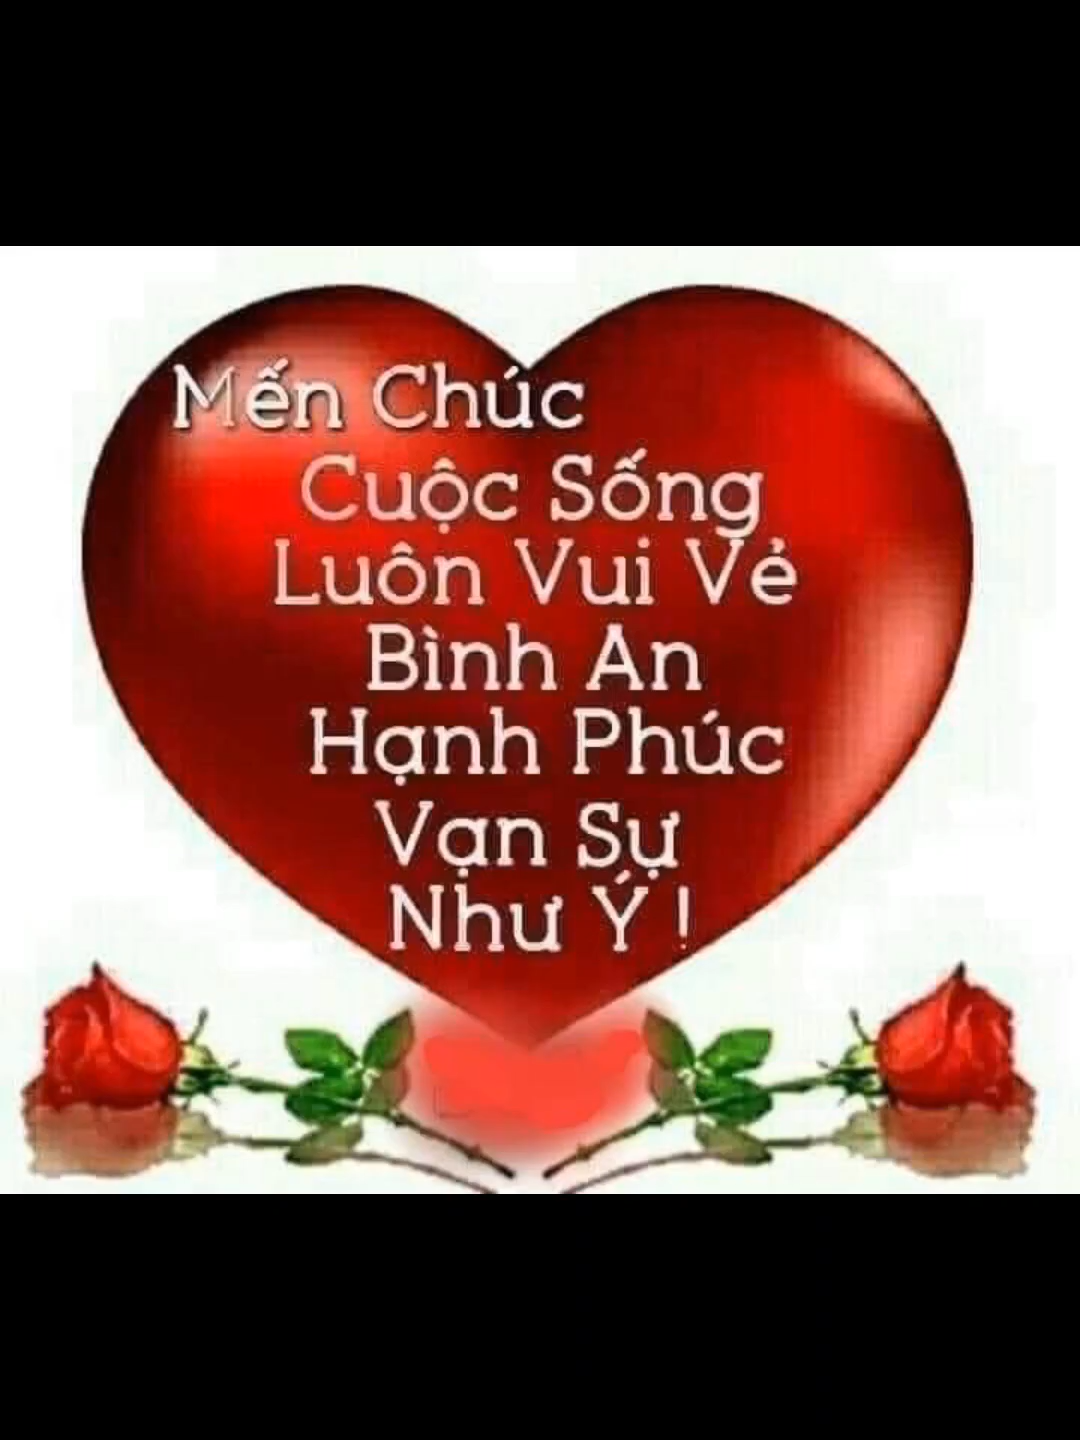 Mến Chúc
Cuộc Sống
Luôn Vui Vẻ
Bình An
Hạnh Phúc
Vạn Sự
Như Ý !